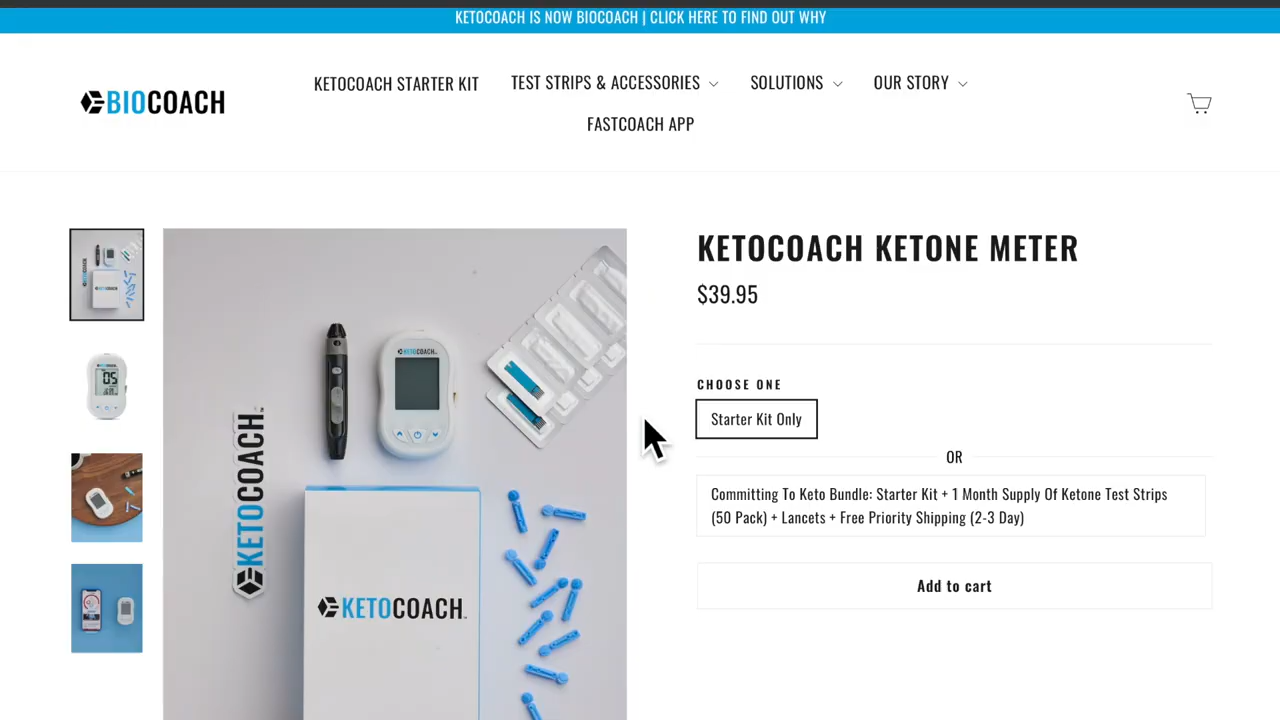 KETOCOACH IS NOW BIOCOACH | CLICK HERE TO FIND OUT WHY
BIOCOACH
KETOCOACH STARTER KIT
TEST STRIPS & ACCESSORIES
SOLUTIONS
OUR STORY
FASTCOACH APP
KETOCOACH KETONE METER
$39.95
CHOOSE ONE
Starter Kit Only
OR
Committing To Keto Bundle: Starter Kit + 1 Month Supply Of Ketone Test Strips
(50 Pack) + Lancets + Free Priority Shipping (2-3 Day)
Add to cart
KETOCOACH™
KETOCOACH
KETOCOACH™